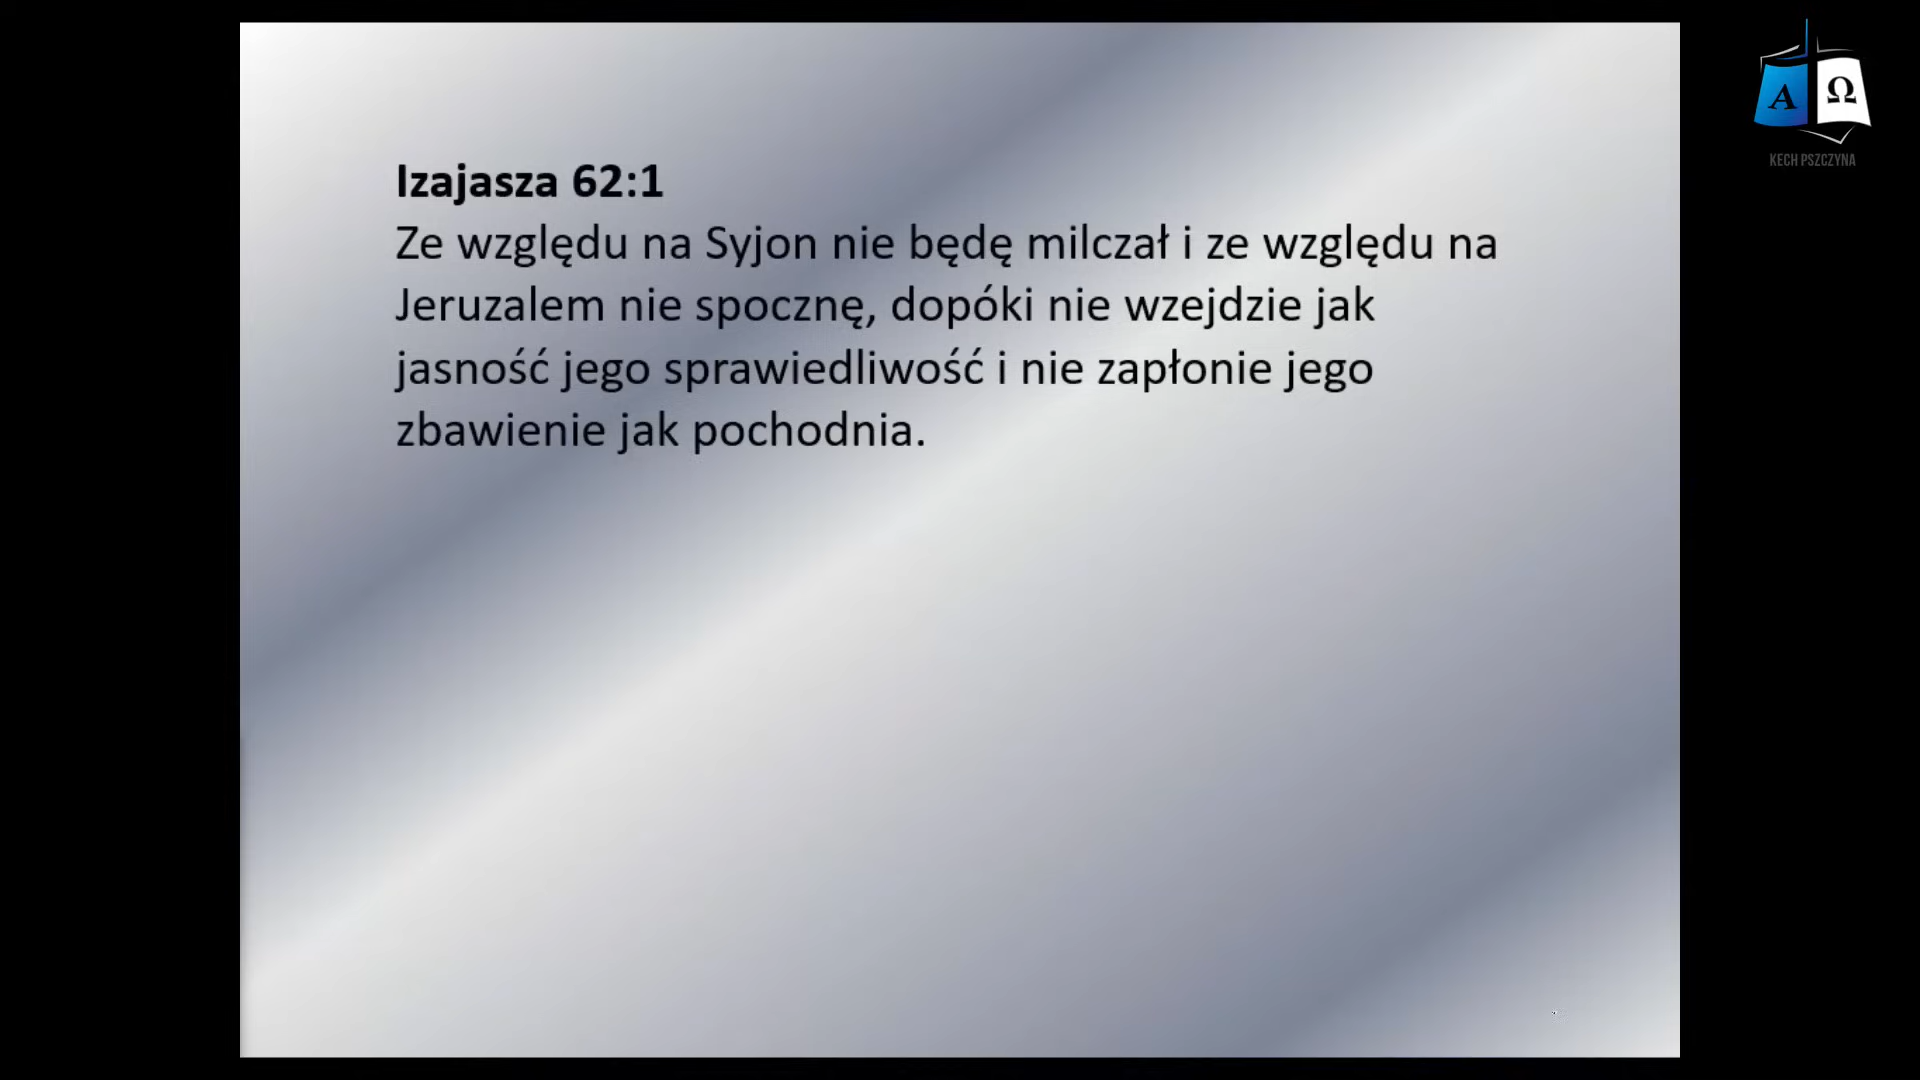 Izajasza 62:1
Ze względu na Syjon nie będę milczał i ze względu na
Jeruzalem nie spocznę, dopóki nie wzejdzie jak
jasność jego sprawiedliwość i nie zapłonie jego
zbawienie jak pochodnia.
A Ω
KECH PSZCZYNA